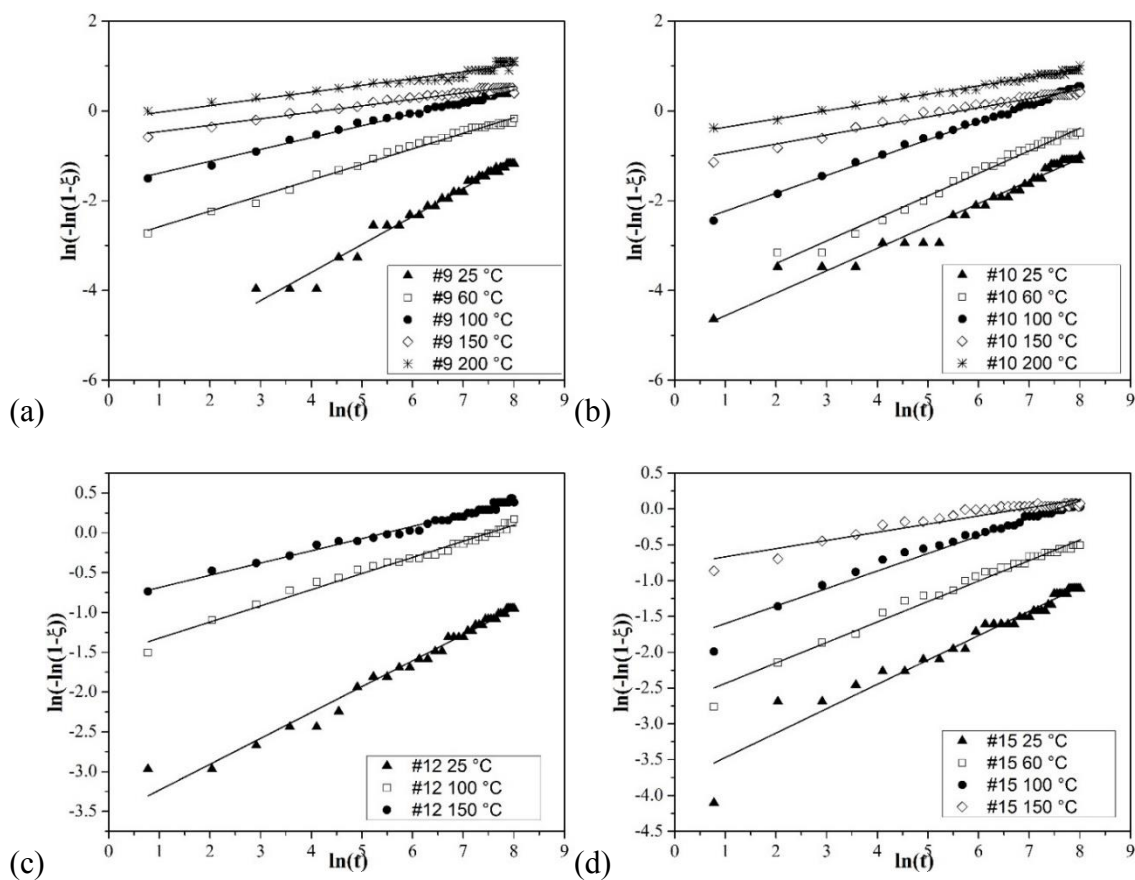 2
0
-2
-4
-6
ln(-ln(1-ξ))
#9 25 °C
#9 60 °C
#9 100 °C
#9 150 °C
#9 200 °C
0 1 2 3 4 5 6 7 8 9
ln(t)
(a)
2
0
-2
-4
-6
ln(-ln(1-ξ))
#10 25 °C
#10 60 °C
#10 100 °C
#10 150 °C
#10 200 °C
0 1 2 3 4 5 6 7 8 9
ln(t)
(b)
0.5
0.0
-0.5
-1.0
-1.5
-2.0
-2.5
-3.0
-3.5
ln(-ln(1-ξ))
#12 25 °C
#12 100 °C
#12 150 °C
0 1 2 3 4 5 6 7 8 9
ln(t)
(c)
0.5
0.0
-0.5
-1.0
-1.5
-2.0
-2.5
-3.0
-3.5
-4.0
-4.5
ln(-ln(1-ξ))
#15 25 °C
#15 60 °C
#15 100 °C
#15 150 °C
0 1 2 3 4 5 6 7 8 9
ln(t)
(d)